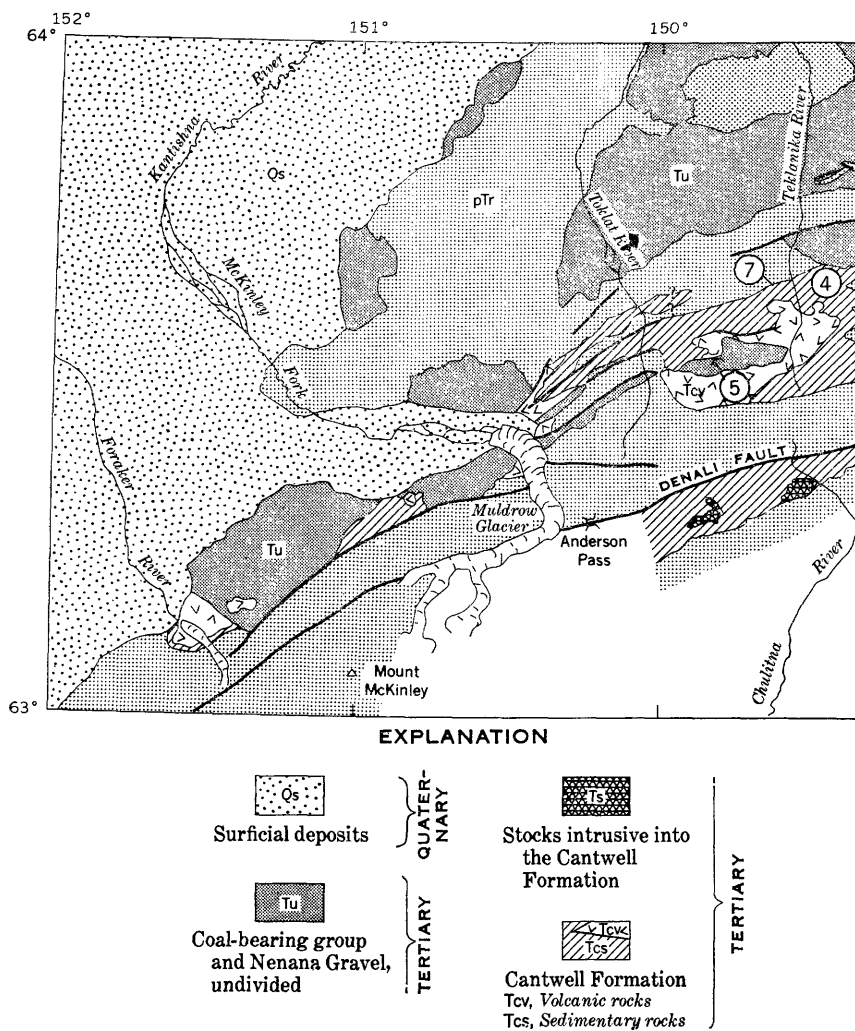 152°
151°
150°
64°
Kantishna
River
Qs
pTr
Toklat River
Tu
Teklanika River
McKinley
7
4
Fork
Tcv
5
Foraker
River
DENALI FAULT
Muldrow
Glacier
Anderson
Pass
Tu
River
Chulitna
Mount
McKinley
63°
EXPLANATION
Qs
Surficial deposits
QUATER-
NARY
Tu
Coal-bearing group
and Nenana Gravel,
undivided
TERTIARY
Ts
Stocks intrusive into
the Cantwell
Formation
Tcv
Tcs
Cantwell Formation
Tcv, Volcanic rocks
Tcs, Sedimentary rocks
TERTIARY